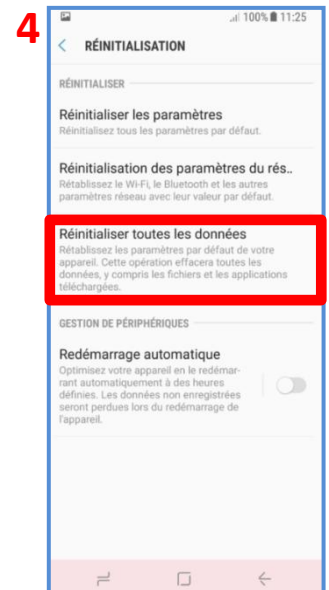 4
100% 11:25
< RÉINITIALISATION
RÉINITIALISER
Réinitialiser les paramètres
Réinitialisez tous les paramètres par défaut.
Réinitialisation des paramètres du rés..
Rétablissez le Wi-Fi, le Bluetooth et les autres
paramètres réseau avec leur valeur par défaut.
Réinitialiser toutes les données
Rétablissez les paramètres par défaut de votre
appareil. Cette opération effacera toutes les
données, y compris les fichiers et les applications
téléchargées.
GESTION DE PÉRIPHÉRIQUES
Redémarrage automatique
Optimisez votre appareil en le redémar-
rant automatiquement à des heures
définies. Les données non enregistrées
seront perdues lors du redémarrage de
l'appareil.